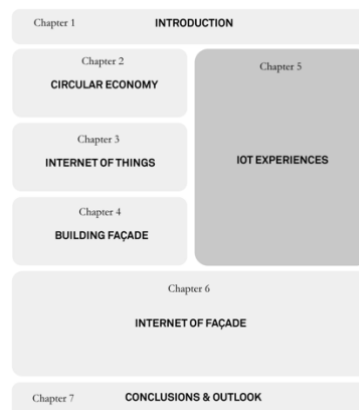 Chapter 1 INTRODUCTION
Chapter 2
CIRCULAR ECONOMY
Chapter 3
INTERNET OF THINGS
Chapter 4
BUILDING FAÇADE
Chapter 5
IOT EXPERIENCES
Chapter 6
INTERNET OF FAÇADE
Chapter 7 CONCLUSIONS & OUTLOOK